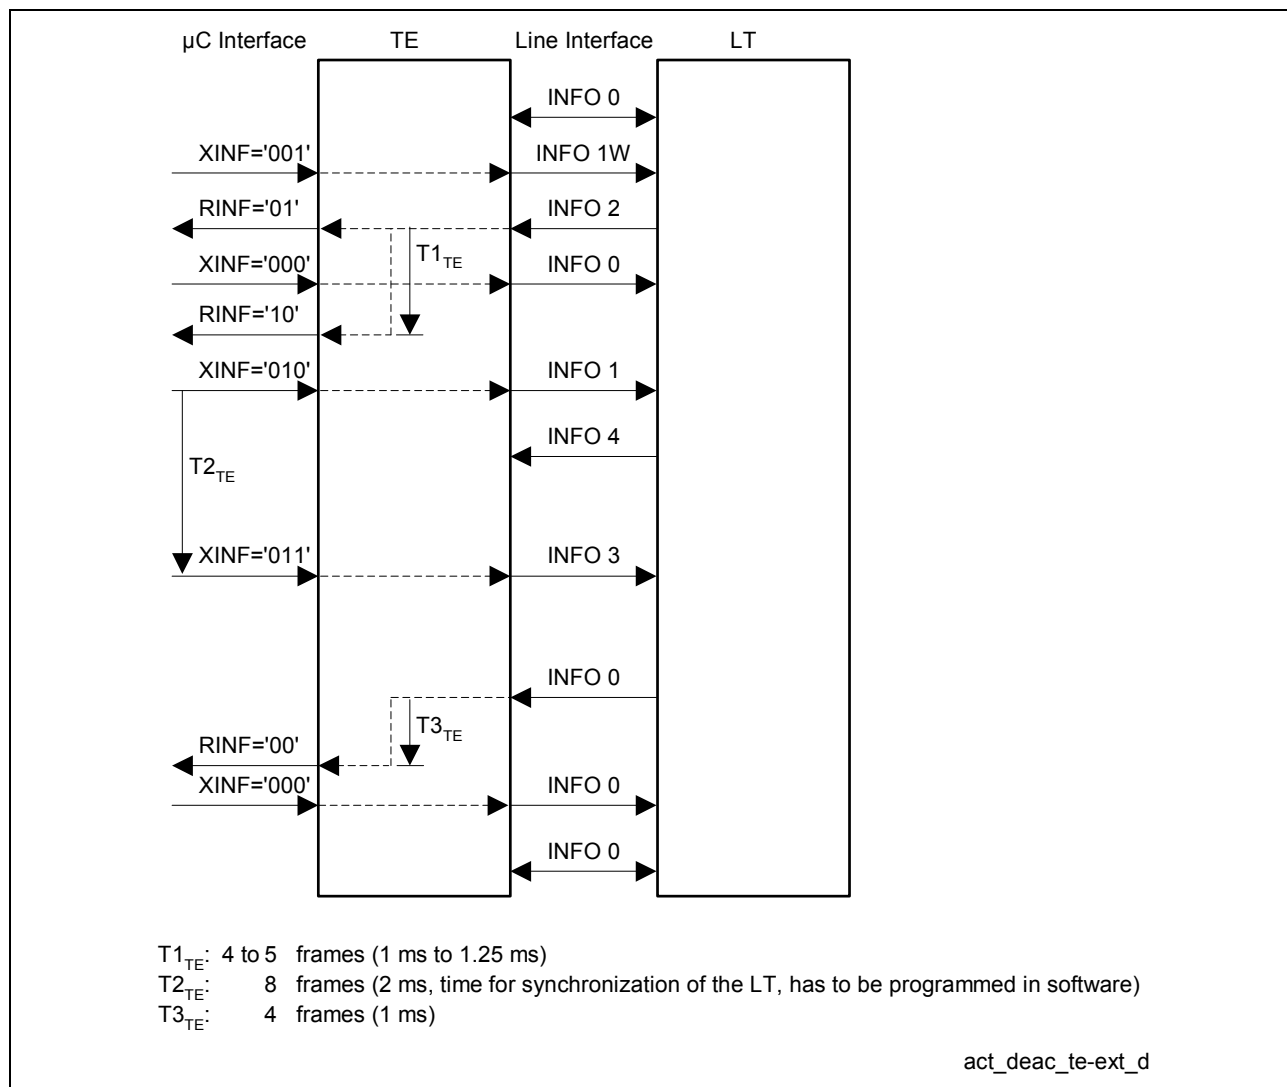 µC Interface TE Line Interface LT
INFO 0
XINF='001' INFO 1W
RINF='01' INFO 2
T1TE
XINF='000' INFO 0
RINF='10'
XINF='010' INFO 1
INFO 4
T2TE
XINF='011' INFO 3
INFO 0
T3TE
RINF='00'
XINF='000' INFO 0
INFO 0
T1TE: 4 to 5 frames (1 ms to 1.25 ms)
T2TE: 8 frames (2 ms, time for synchronization of the LT, has to be programmed in software)
T3TE: 4 frames (1 ms)
act_deac_te-ext_d